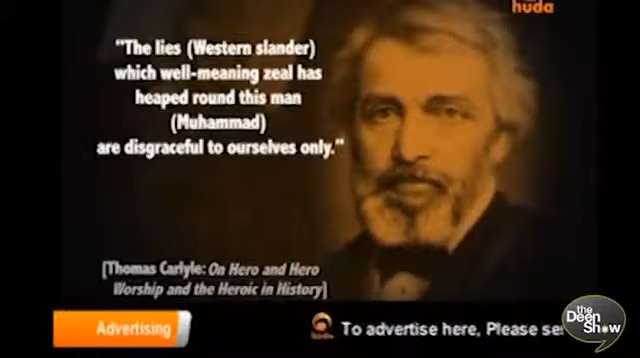 huda
"The lies (Western slander)
which well-meaning zeal has
heaped round this man
(Muhammad)
are disgraceful to ourselves only."
[Thomas Carlyle: On Hero and Hero
Worship and the Heroic in History]
Advertising
To advertise here, Please se
the
Deen
Show